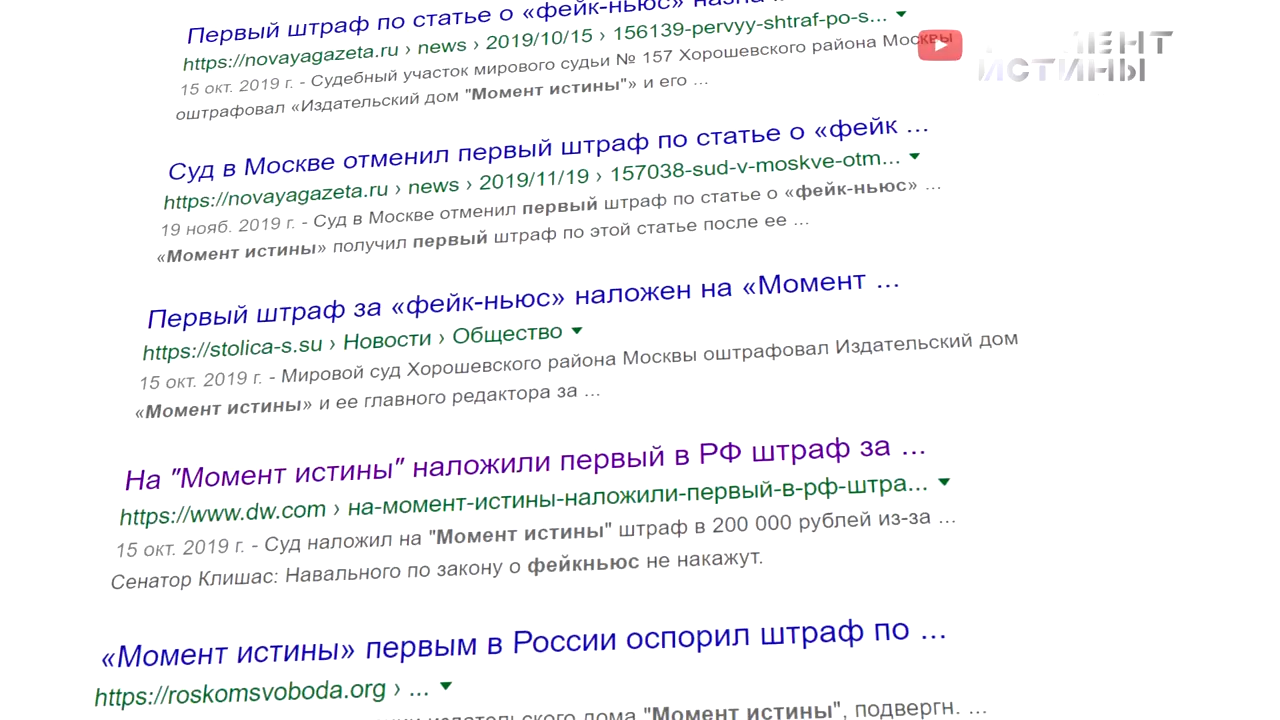 Первый штраф по статье о «фейк-ньюс»
https://novayagazeta.ru › news › 2019/10/15 › 156139-pervyy-shtraf-po-s...
15 окт. 2019 г. - Судебный участок мирового судьи № 157 Хорошевского района Москвы
оштрафовал «Издательский дом "Момент истины"» и его ...
ИСТИНЫ
Суд в Москве отменил первый штраф по статье о «фейк ...
https://novayagazeta.ru › news › 2019/11/19 › 157038-sud-v-moskve-otm...
19 нояб. 2019 г. - Суд в Москве отменил первый штраф по статье о «фейк-ньюс» ...
«Момент истины» получил первый штраф по этой статье после ее ...
Первый штраф за «фейк-ньюс» наложен на «Момент ...
https://stolica-s.su › Новости › Общество
15 окт. 2019 г. - Мировой суд Хорошевского района Москвы оштрафовал Издательский дом
«Момент истины» и ее главного редактора за ...
На "Момент истины" наложили первый в РФ штраф за ...
https://www.dw.com › на-момент-истины-наложили-первый-в-рф-штра...
15 окт. 2019 г. - Суд наложил на "Момент истины" штраф в 200 000 рублей из-за ...
Сенатор Клишас: Навального по закону о фейкньюс не накажут.
«Момент истины» первым в России оспорил штраф по ...
https://roskomsvoboda.org › ...
издательского дома "Момент истины", подвергн. ...